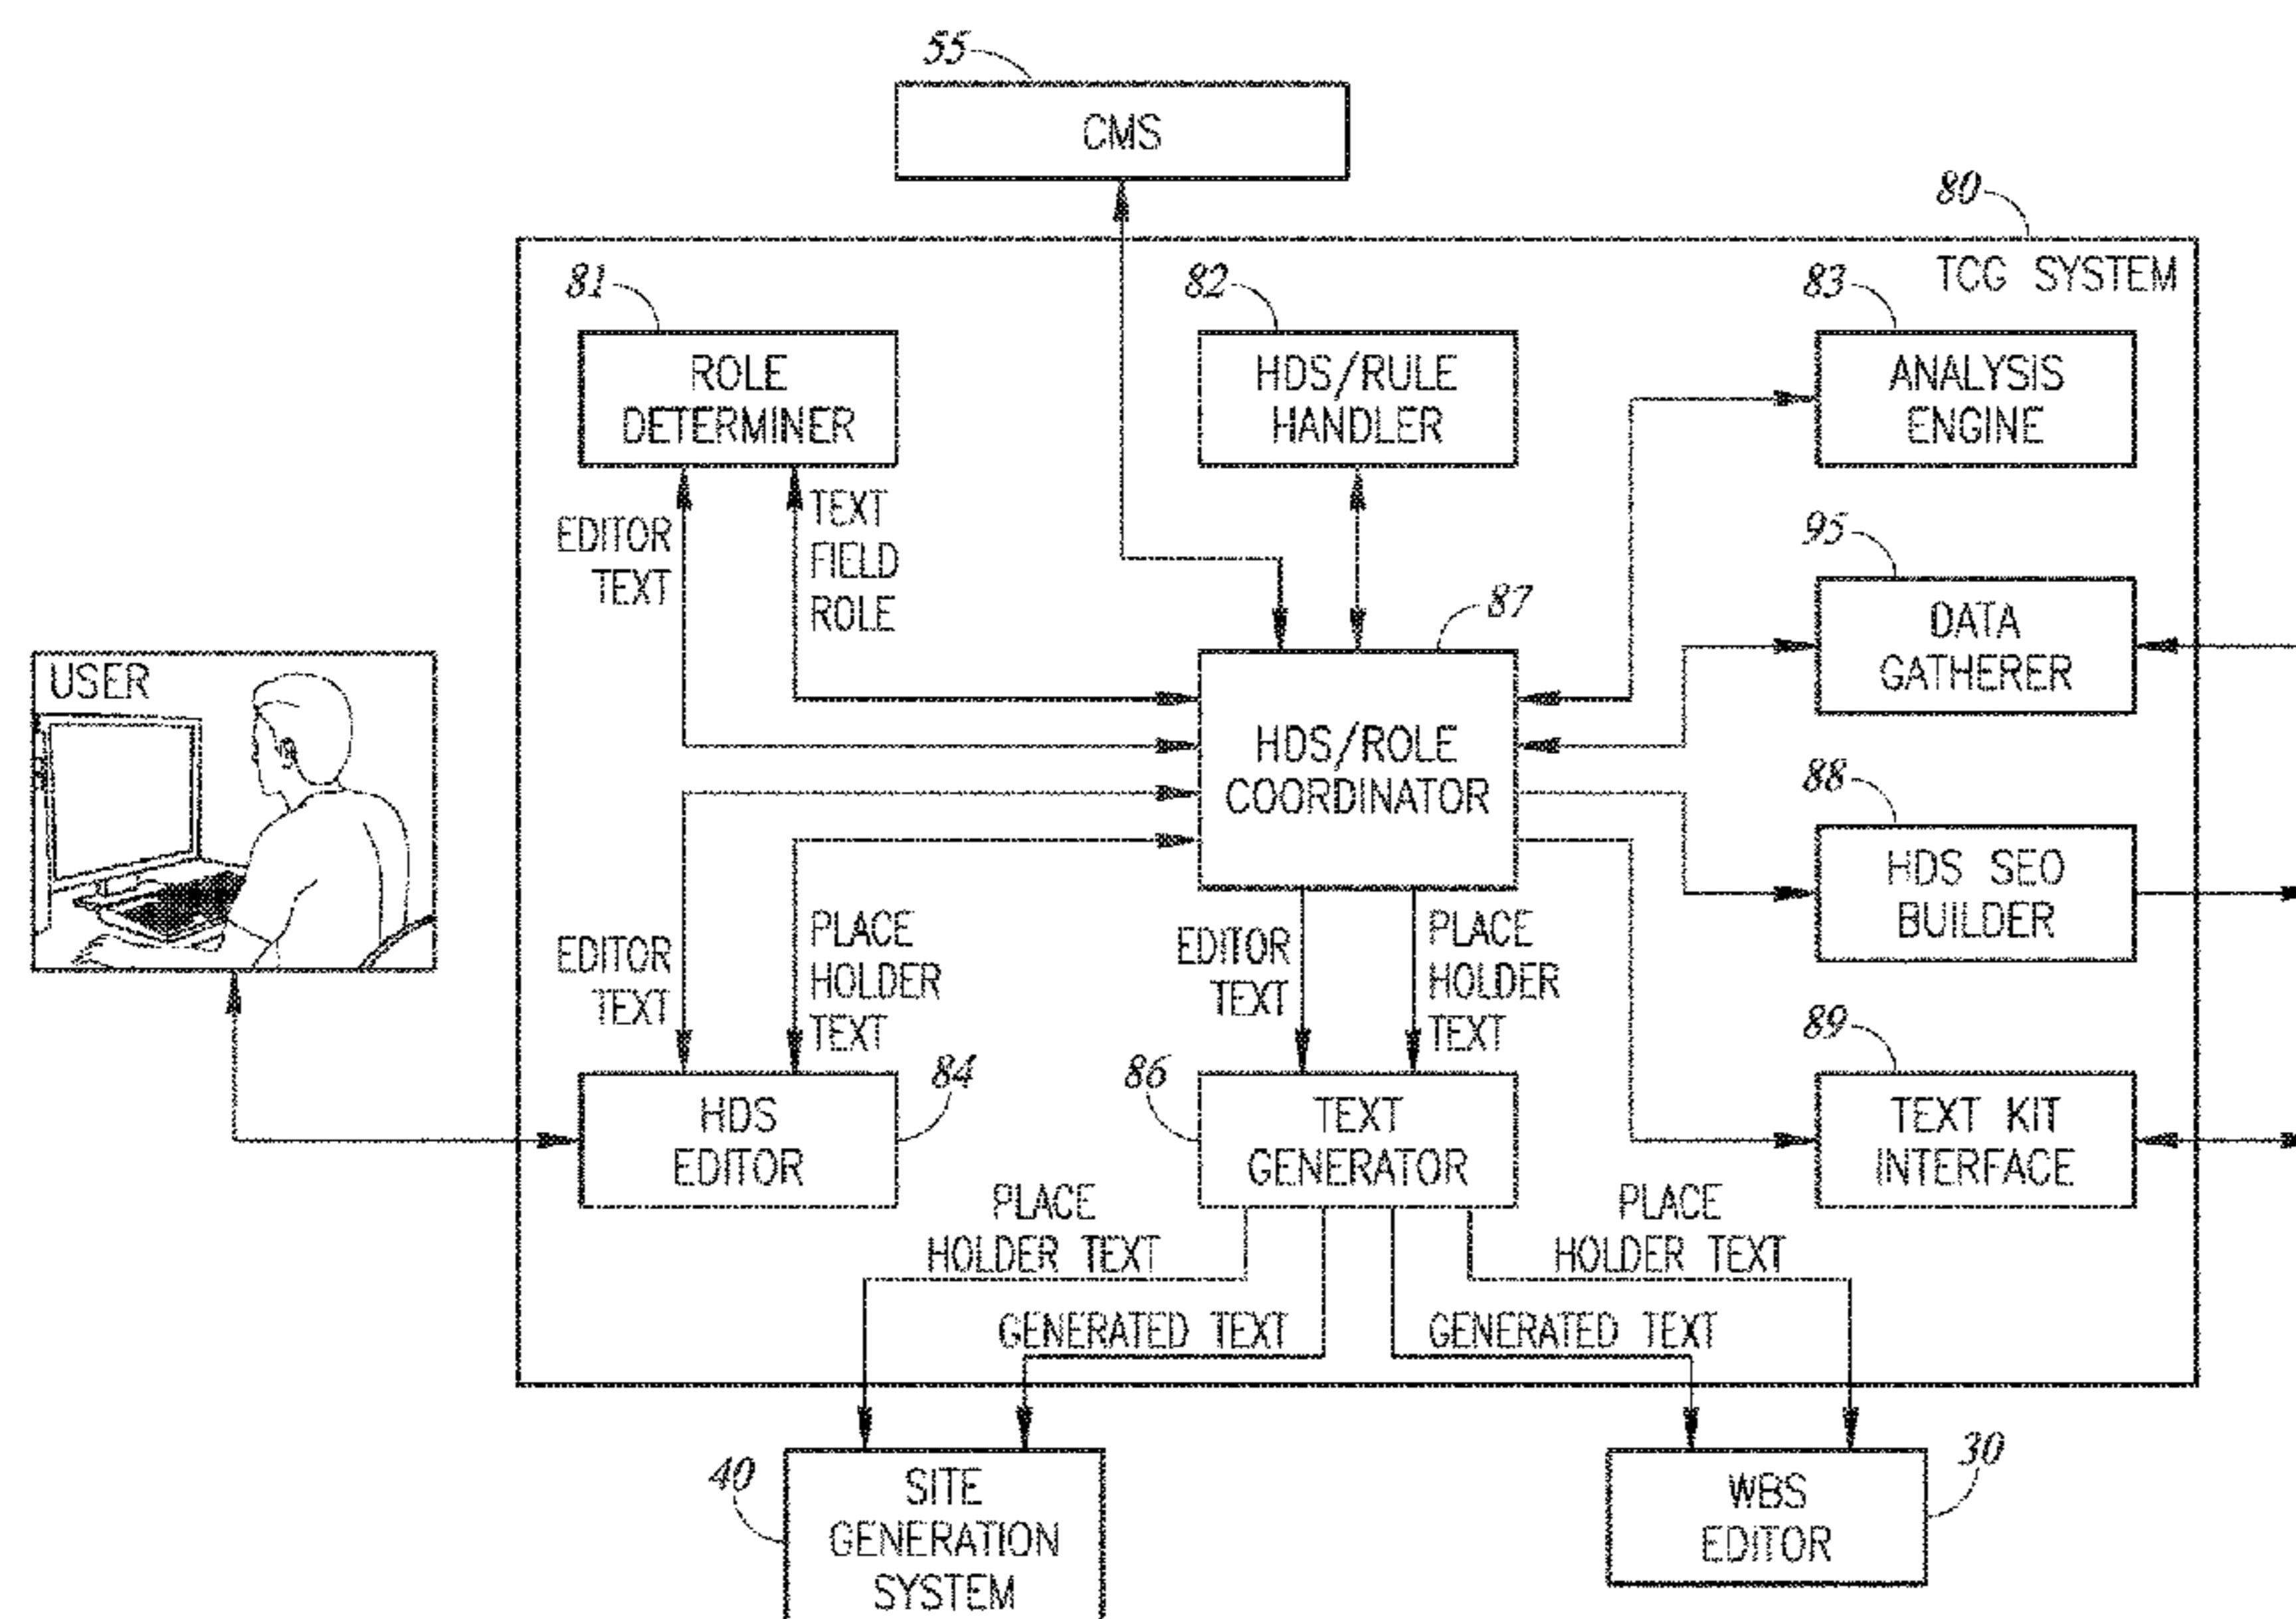 55
CMS
80
TCG SYSTEM
81
ROLE
DETERMINER
82
HDS/RULE
HANDLER
83
ANALYSIS
ENGINE
EDITOR
TEXT
TEXT
FIELD
ROLE
95
DATA
GATHERER
87
HDS/ROLE
COORDINATOR
USER
88
HDS SEO
BUILDER
EDITOR
TEXT
PLACE
HOLDER
TEXT
EDITOR
TEXT
PLACE
HOLDER
TEXT
89
TEXT KIT
INTERFACE
84
HDS
EDITOR
86
TEXT
GENERATOR
PLACE
HOLDER TEXT
PLACE
HOLDER TEXT
GENERATED TEXT
GENERATED TEXT
40
SITE
GENERATION
SYSTEM
30
WBS
EDITOR